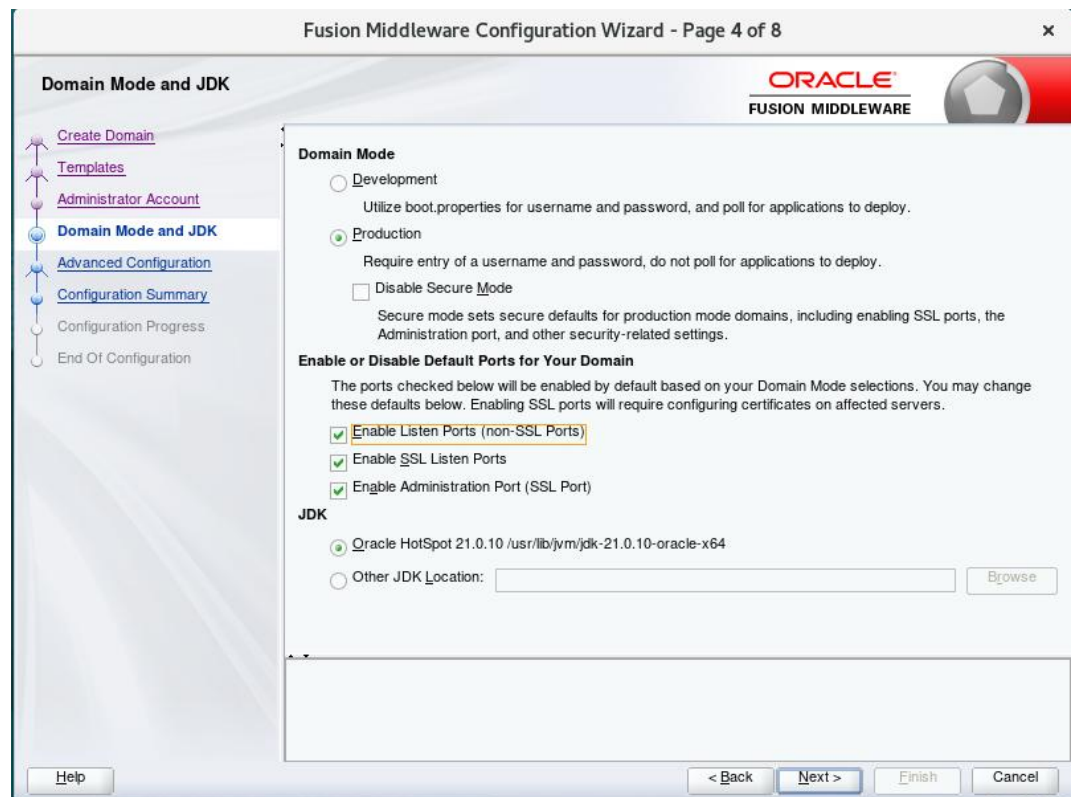 Fusion Middleware Configuration Wizard - Page 4 of 8
×
Domain Mode and JDK
ORACLE
FUSION MIDDLEWARE
Create Domain
Templates
Administrator Account
Domain Mode and JDK
Advanced Configuration
Configuration Summary
Configuration Progress
End Of Configuration
Domain Mode
Development
Utilize boot.properties for username and password, and poll for applications to deploy.
Production
Require entry of a username and password, do not poll for applications to deploy.
Disable Secure Mode
Secure mode sets secure defaults for production mode domains, including enabling SSL ports, the
Administration port, and other security-related settings.
Enable or Disable Default Ports for Your Domain
The ports checked below will be enabled by default based on your Domain Mode selections. You may change
these defaults below. Enabling SSL ports will require configuring certificates on affected servers.
Enable Listen Ports (non-SSL Ports)
Enable SSL Listen Ports
Enable Administration Port (SSL Port)
JDK
Oracle HotSpot 21.0.10 /usr/lib/jvm/jdk-21.0.10-oracle-x64
Other JDK Location:
Browse
Help
< Back
Next >
Finish
Cancel